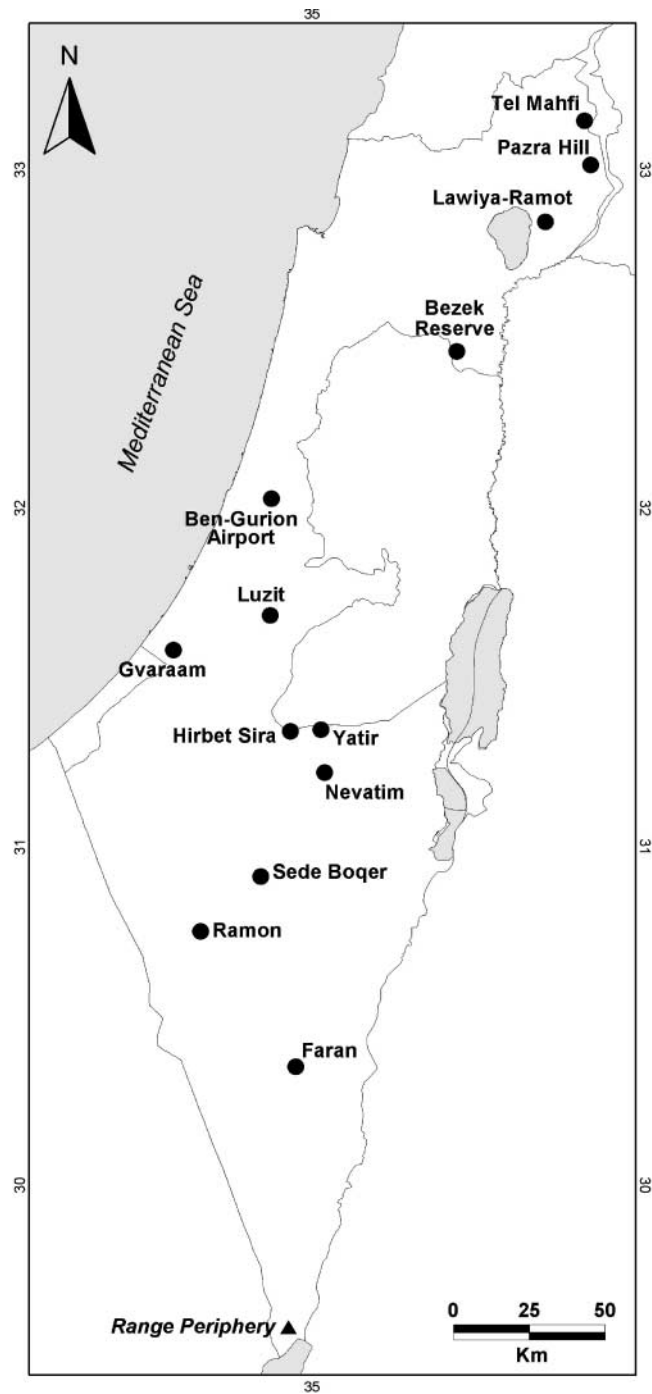 35
N
Tel Mahfi
Pazra Hill
33
33
Lawiya-Ramot
Bezek
Reserve
Mediterranean Sea
32
32
Ben-Gurion
Airport
Luzit
Gvaraam
Hirbet Sira
Yatir
Nevatim
31
31
Sede Boqer
Ramon
Faran
30
30
Range Periphery
0 25 50
Km
35